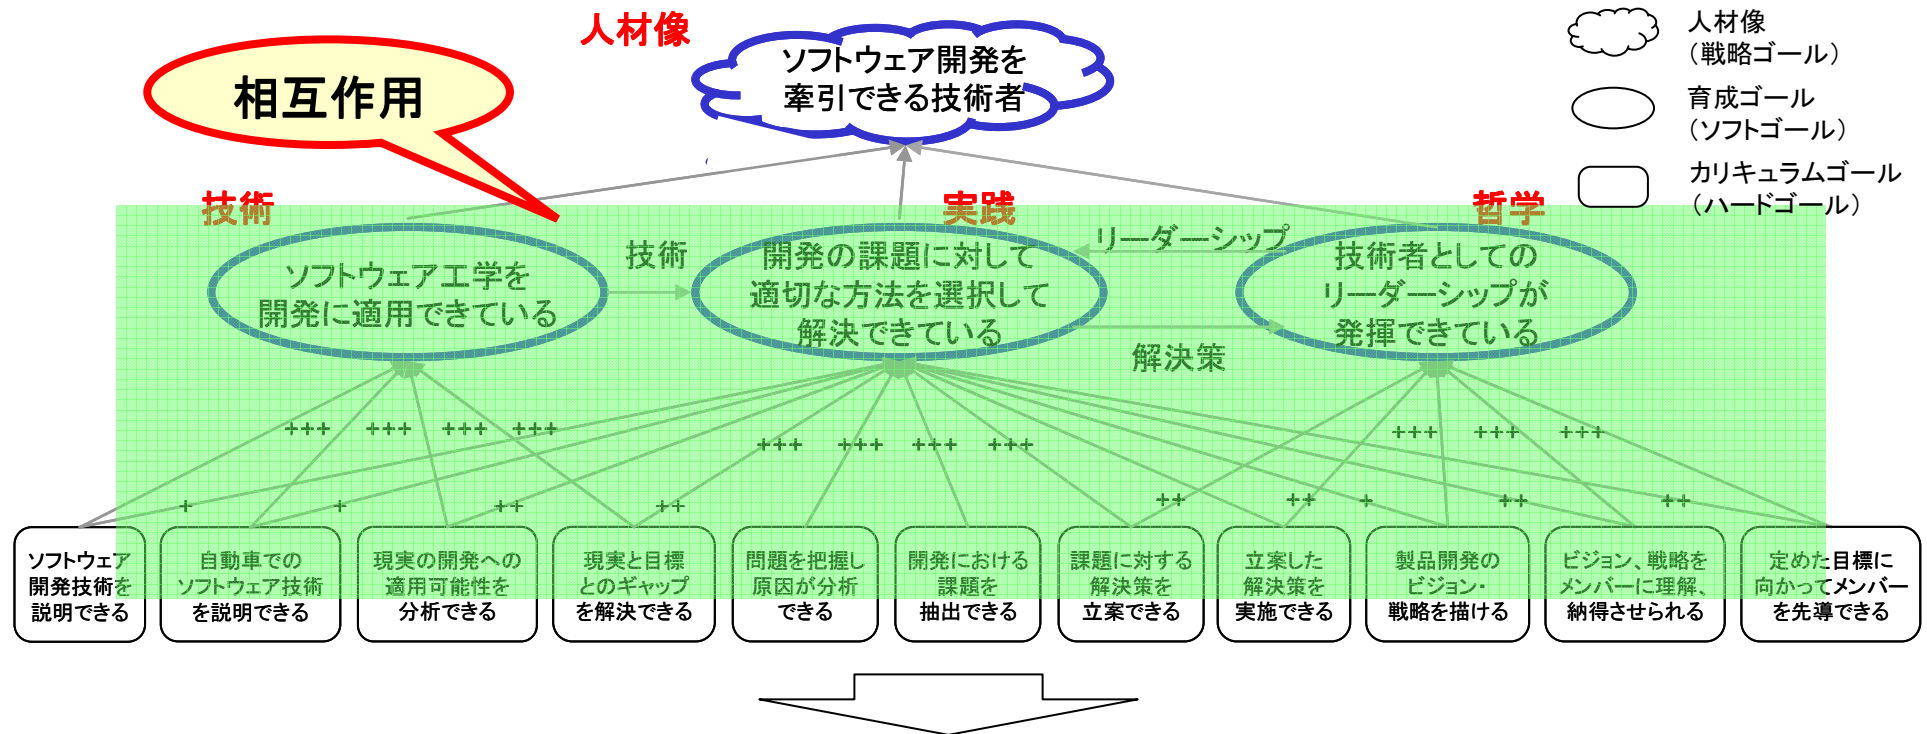 人材像
ソフトウェア開発を
牽引できる技術者
相互作用
人材像
（戦略ゴール）
育成ゴール
（ソフトゴール）
カリキュラムゴール
（ハードゴール）
技術
実践
哲学
ソフトウェア工学を
開発に適用できている
技術
開発の課題に対して
適切な方法を選択して
解決できている
リーダーシップ
解決策
技術者としての
リーダーシップが
発揮できている
+++ +++ +++ +++
+++ +++ +++ +++
+++ +++ +++
+ + ++ ++ ++ ++ + ++ ++
ソフトウェア
開発技術を
説明できる
自動車での
ソフトウェア技術
を説明できる
現実の開発への
適用可能性を
分析できる
現実と目標
とのギャップ
を解決できる
問題を把握し
原因が分析
できる
開発における
課題を
抽出できる
課題に対する
解決策を
立案できる
立案した
解決策を
実施できる
製品開発の
ビジョン・
戦略を描ける
ビジョン、戦略を
メンバーに理解、
納得させられる
定めた目標に
向かってメンバー
を先導できる